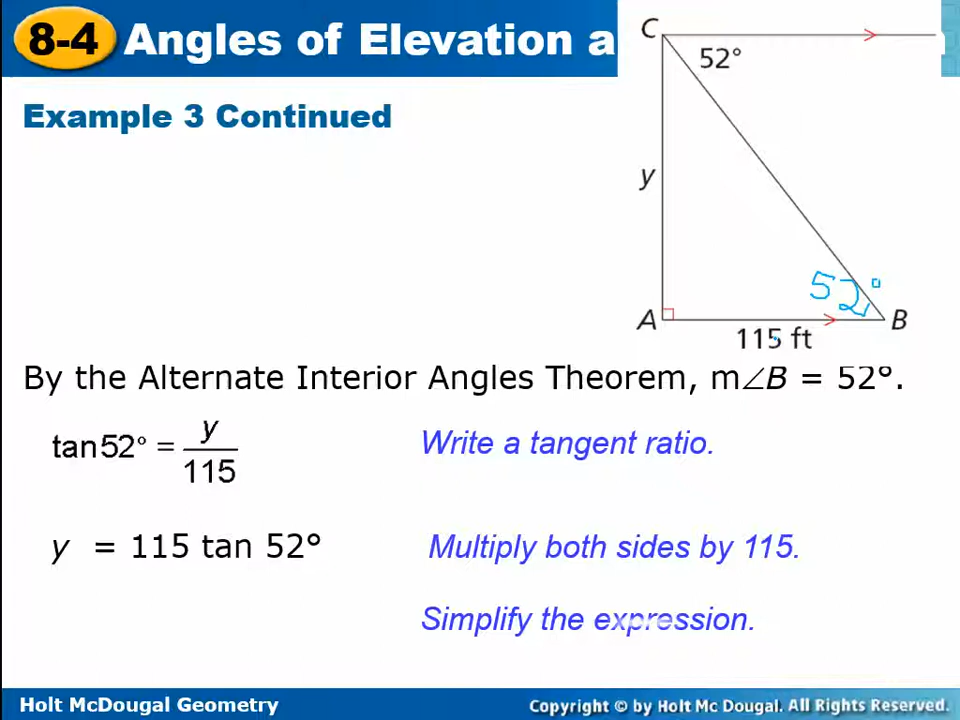 8-4 Angles of Elevation a
C
52°
Example 3 Continued
y
52°
A
B
115 ft
By the Alternate Interior Angles Theorem, m∠B = 52°.
tan52° = y/115
Write a tangent ratio.
y = 115 tan 52°
Multiply both sides by 115.
Simplify the expression.
Holt McDougal Geometry
Copyright © by Holt Mc Dougal. All Rights Reserved.